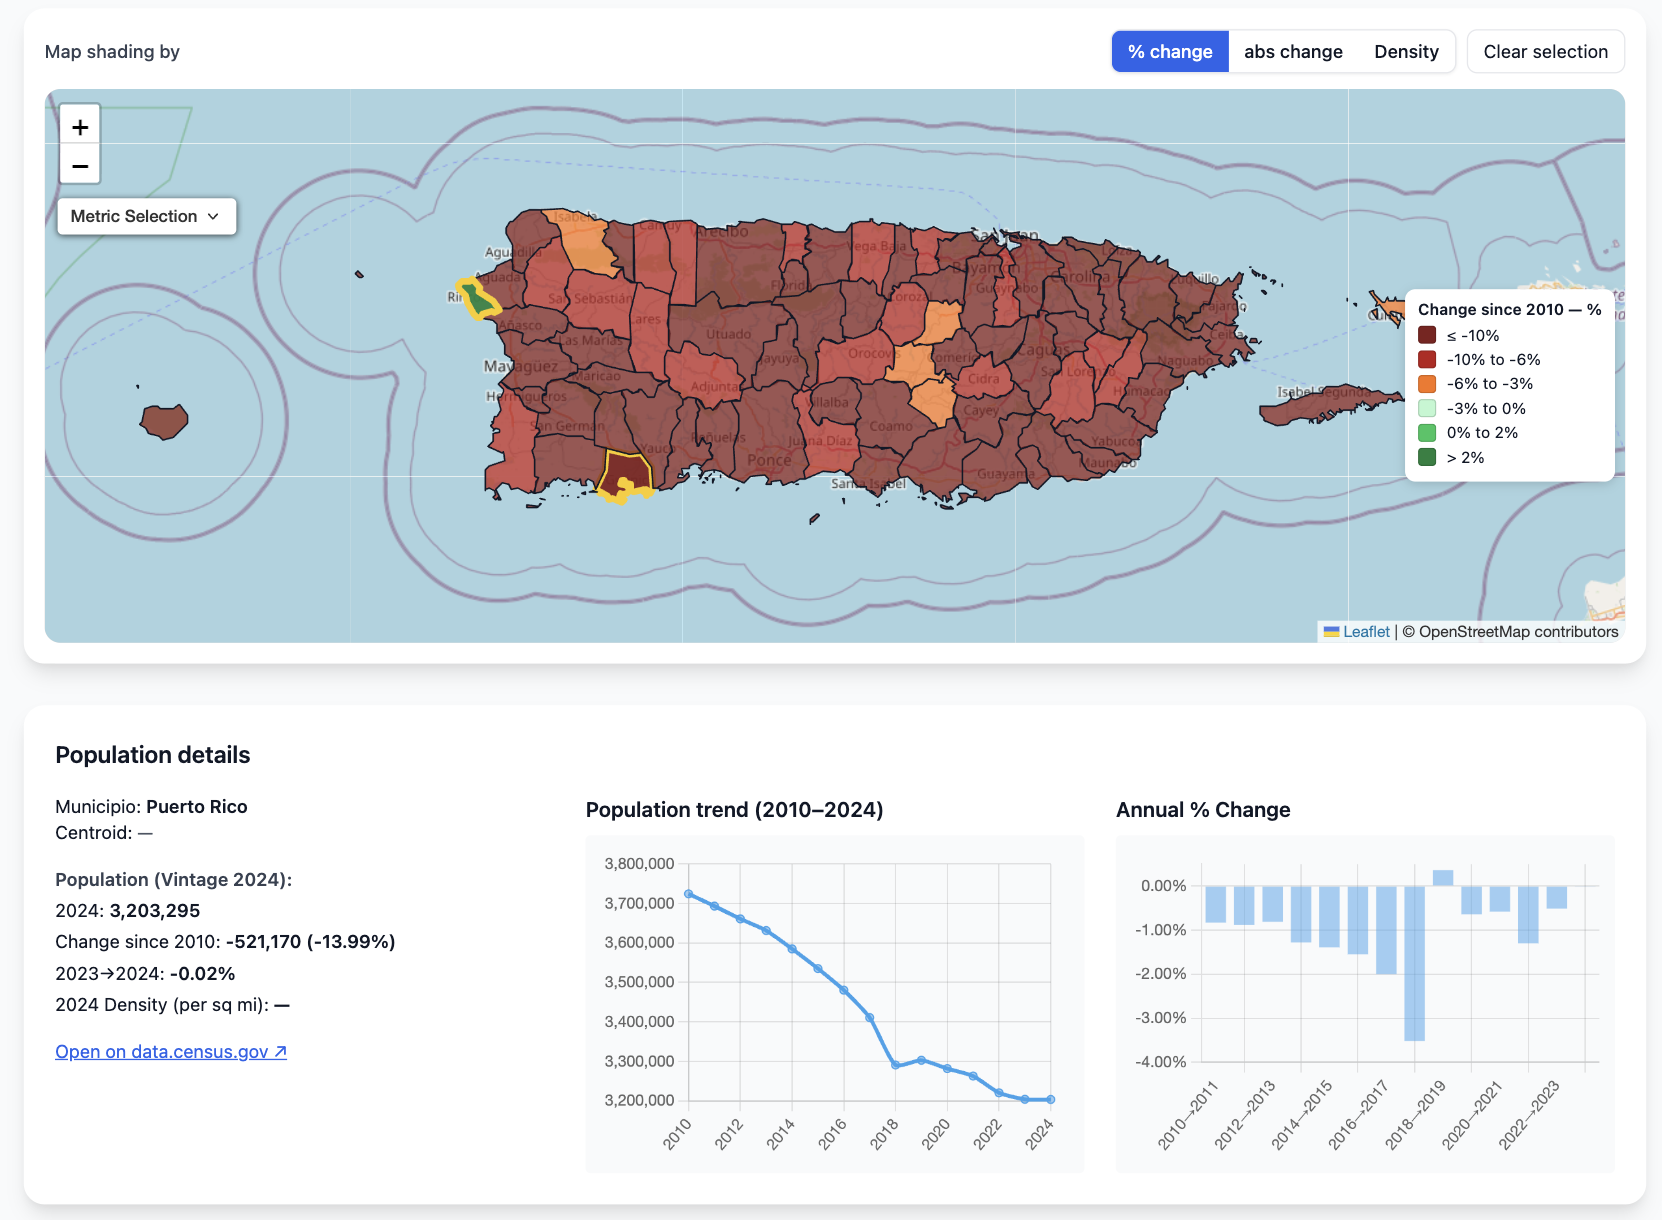 Map shading by
% change
abs change
Density
Clear selection
+
−
Metric Selection
Isabela
Camuy
Arecibo
San Juan
Vega Baja
Loíza
Aguadilla
Bayamón
Carolina
Aguada
Florida
Guaynabo
Luquillo
San Sebastián
Corozal
Fajardo
Añasco
Lares
Utuado
Ceiba
Las Marías
Jayuya
Orocovis
Comerío
Caguas
Naguabo
Mayagüez
Maricao
Adjuntas
Cidra
San Lorenzo
Humacao
Isabel Segunda
Hormigueros
Villalba
Cayey
San Germán
Coamo
Yauco
Peñuelas
Juana Díaz
Yabucoa
Ponce
Maunabo
Santa Isabel
Guayama
Change since 2010 — %
≤ -10%
-10% to -6%
-6% to -3%
-3% to 0%
0% to 2%
> 2%
Leaflet | © OpenStreetMap contributors
Population details
Municipio: Puerto Rico
Centroid: —
Population (Vintage 2024):
2024: 3,203,295
Change since 2010: -521,170 (-13.99%)
2023→2024: -0.02%
2024 Density (per sq mi): —
Open on data.census.gov ↗
Population trend (2010–2024)
3,800,000
3,700,000
3,600,000
3,500,000
3,400,000
3,300,000
3,200,000
2010
2012
2014
2016
2018
2020
2022
2024
Annual % Change
0.00%
-1.00%
-2.00%
-3.00%
-4.00%
2010→2011
2012→2013
2014→2015
2016→2017
2018→2019
2020→2021
2022→2023